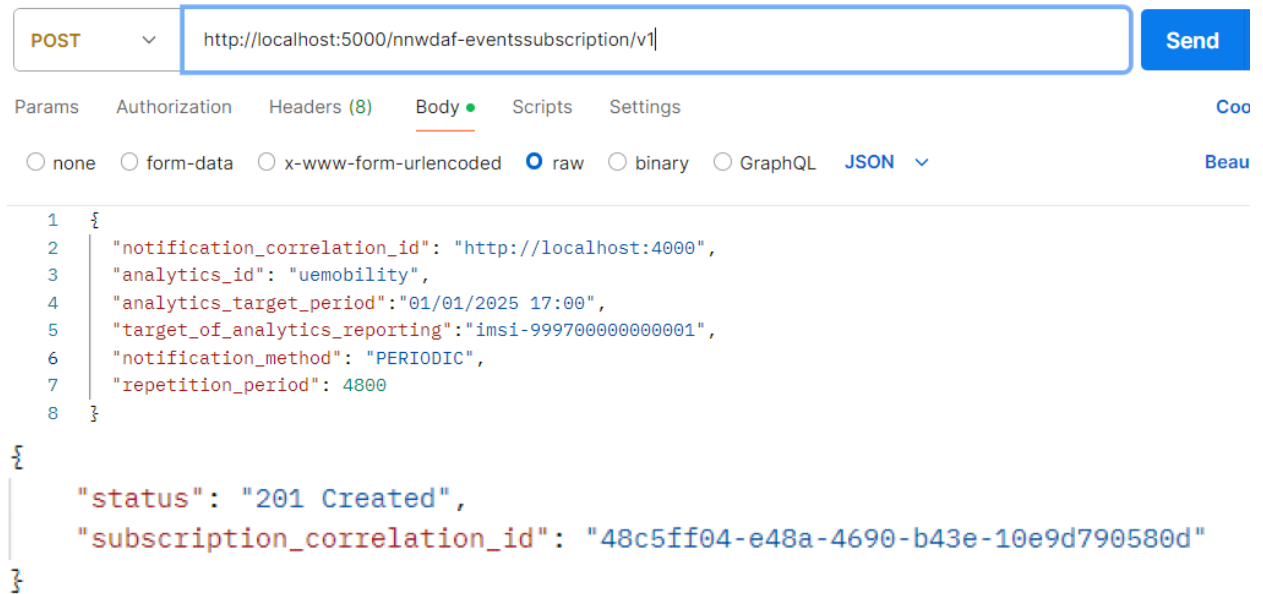 POST http://localhost:5000/nnwdaf-eventssubscription/v1 Send
Params Authorization Headers (8) Body Scripts Settings Coo
none form-data x-www-form-urlencoded raw binary GraphQL JSON Beau
1 {
2 "notification_correlation_id": "http://localhost:4000",
3 "analytics_id": "uemobility",
4 "analytics_target_period":"01/01/2025 17:00",
5 "target_of_analytics_reporting":"imsi-999700000000001",
6 "notification_method": "PERIODIC",
7 "repetition_period": 4800
8 }
{
"status": "201 Created",
"subscription_correlation_id": "48c5ff04-e48a-4690-b43e-10e9d790580d"
}